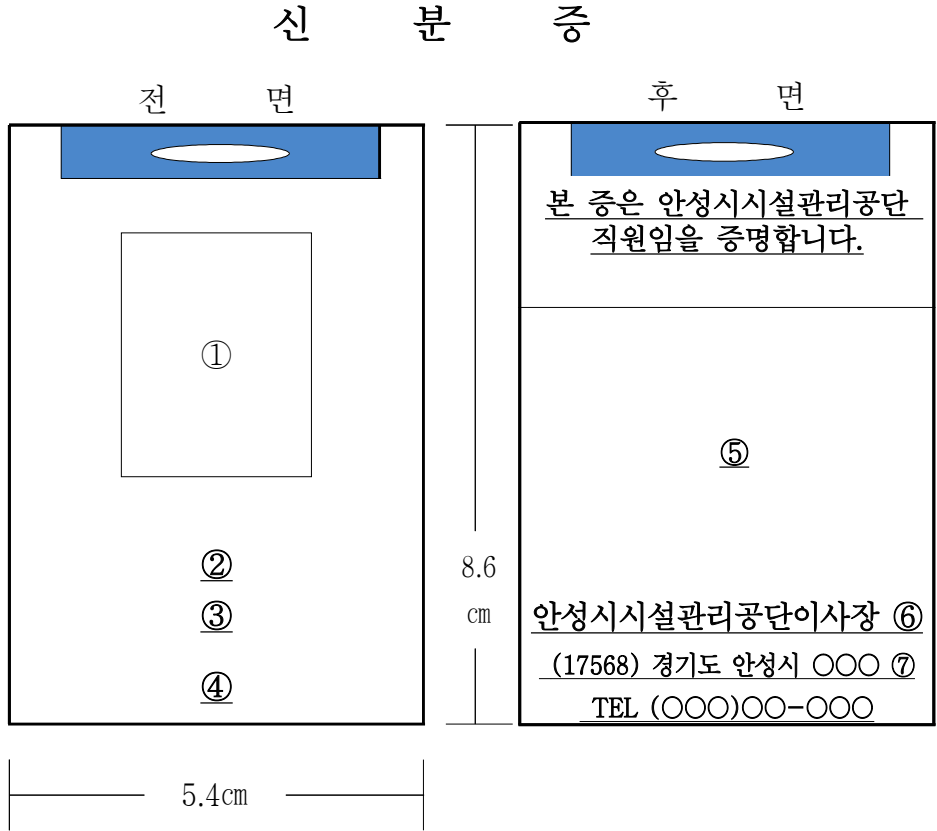 신 분 증
전 면
①
②
③
④
5.4cm
8.6
cm
후 면
본 증은 안성시시설관리공단
직원임을 증명합니다.
⑤
안성시시설관리공단이사장 ⑥
(17568) 경기도 안성시 ○○○ ⑦
TEL (○○○)○○-○○○